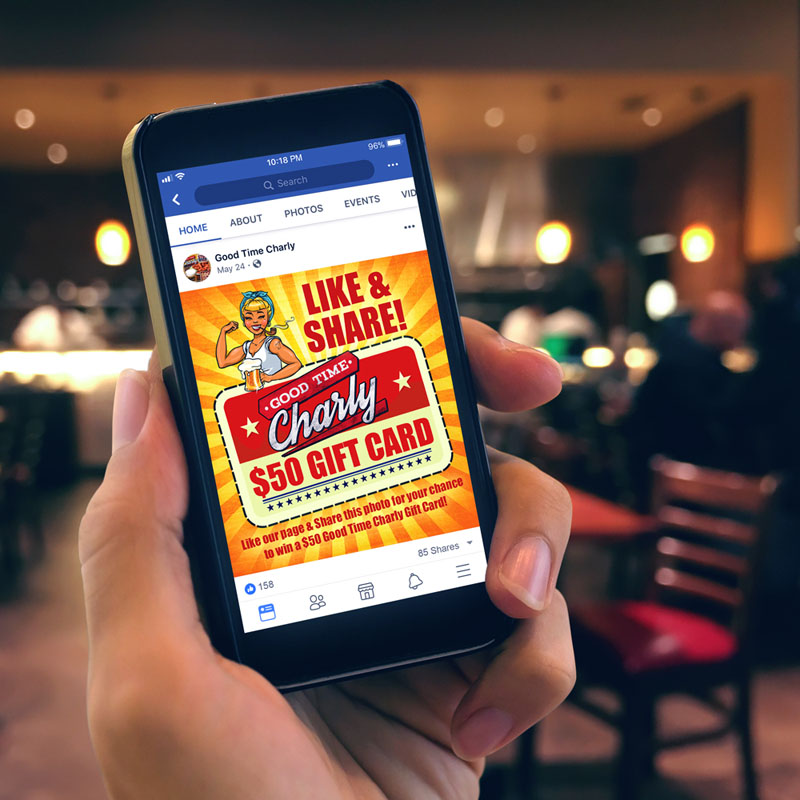 10:18 PM
96%
Search
HOME ABOUT PHOTOS EVENTS VID
Good Time Charly
May 24 ·
LIKE &
SHARE!
· GOOD TIME ·
Charly
$50 GIFT CARD
Like our page & Share this photo for your chance
to win a $50 Good Time Charly Gift Card!
158
85 Shares